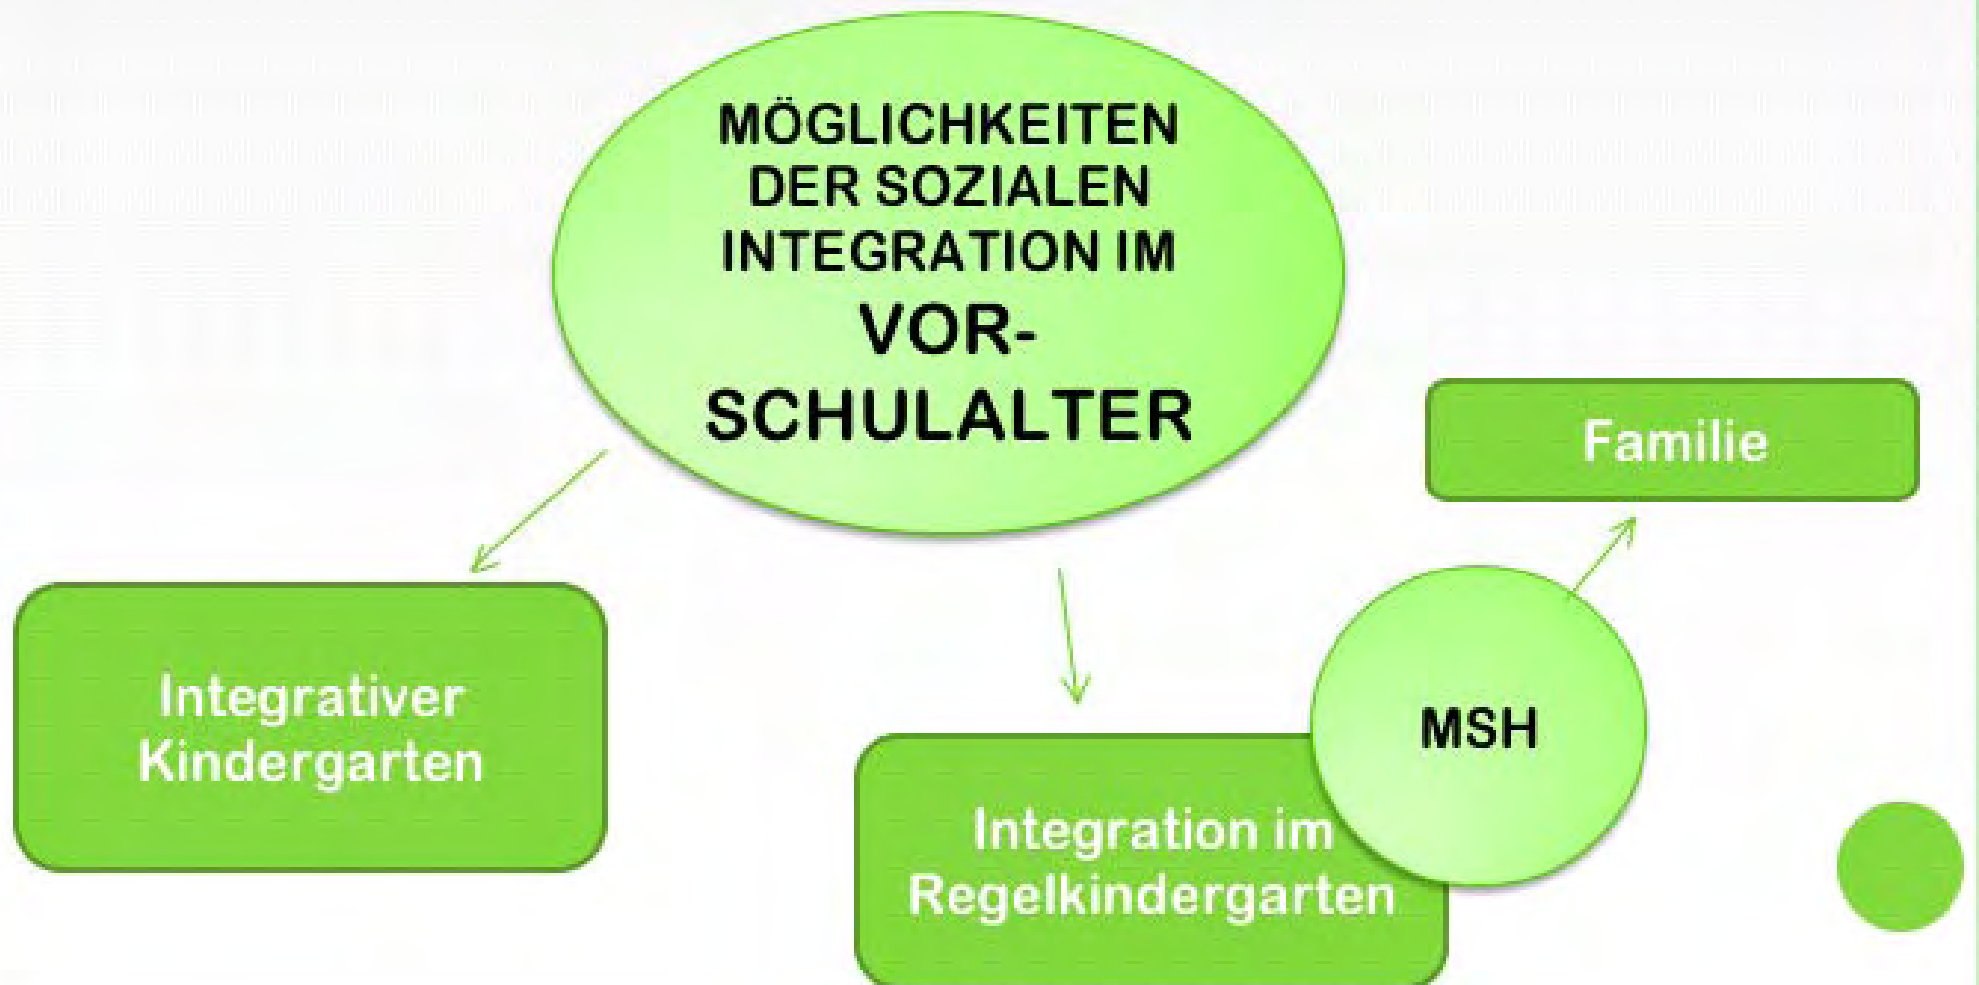 MÖGLICHKEITEN
DER SOZIALEN
INTEGRATION IM
VOR-
SCHULALTER
Familie
Integrativer
Kindergarten
MSH
Integration im
Regelkindergarten